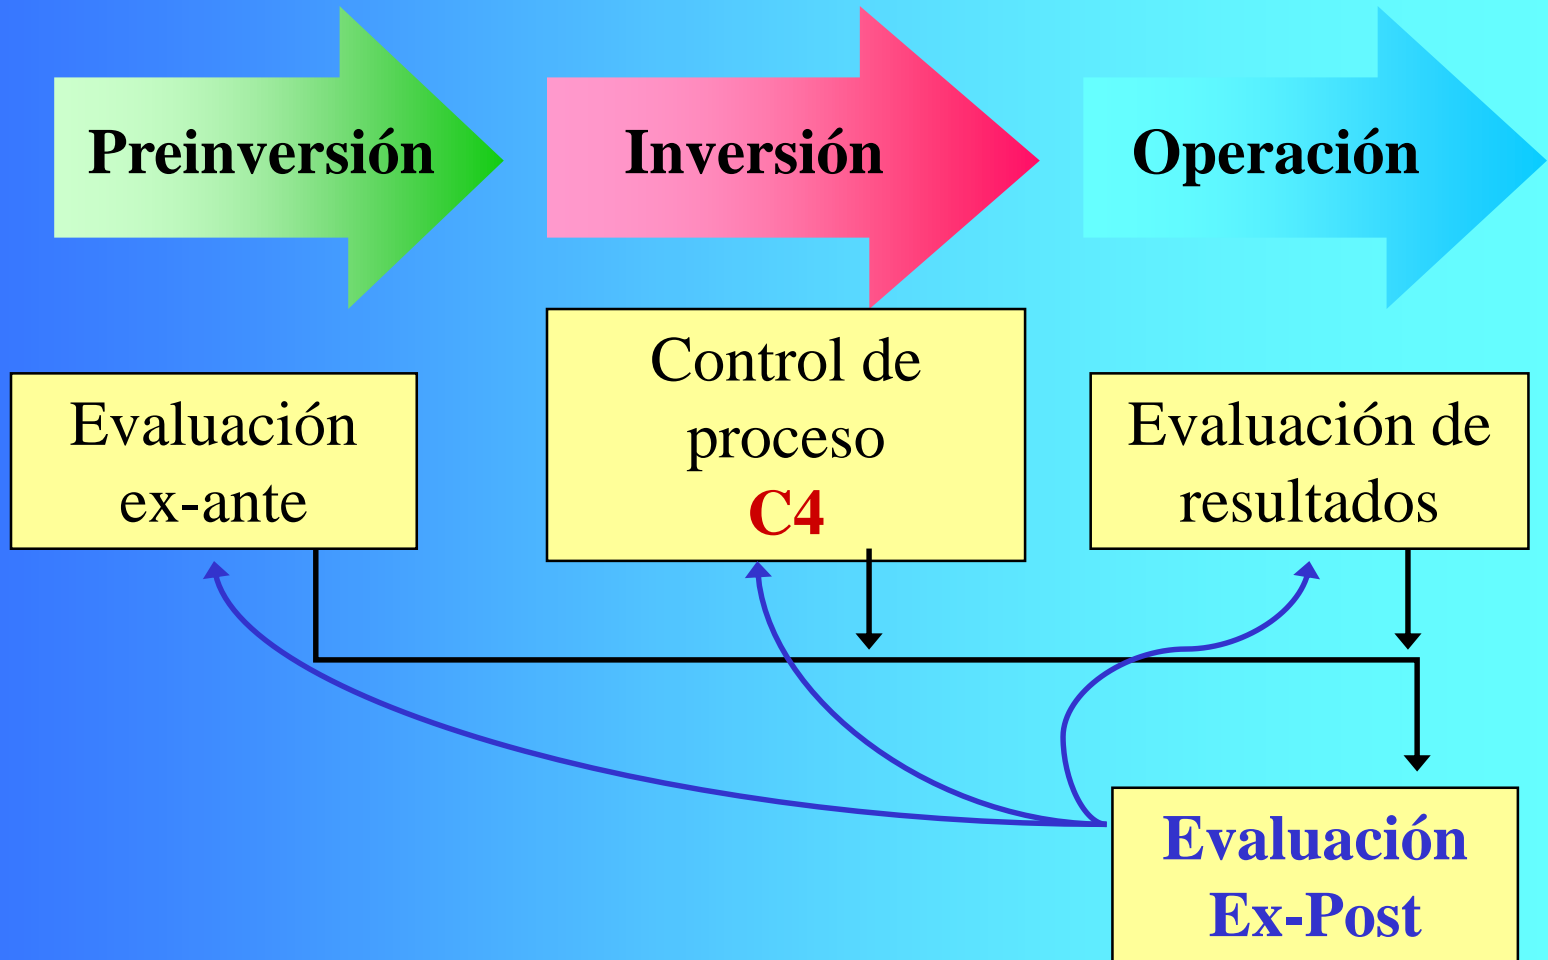 Preinversión
Inversión
Operación
Evaluación
ex-ante
Control de
proceso
C4
Evaluación de
resultados
Evaluación
Ex-Post